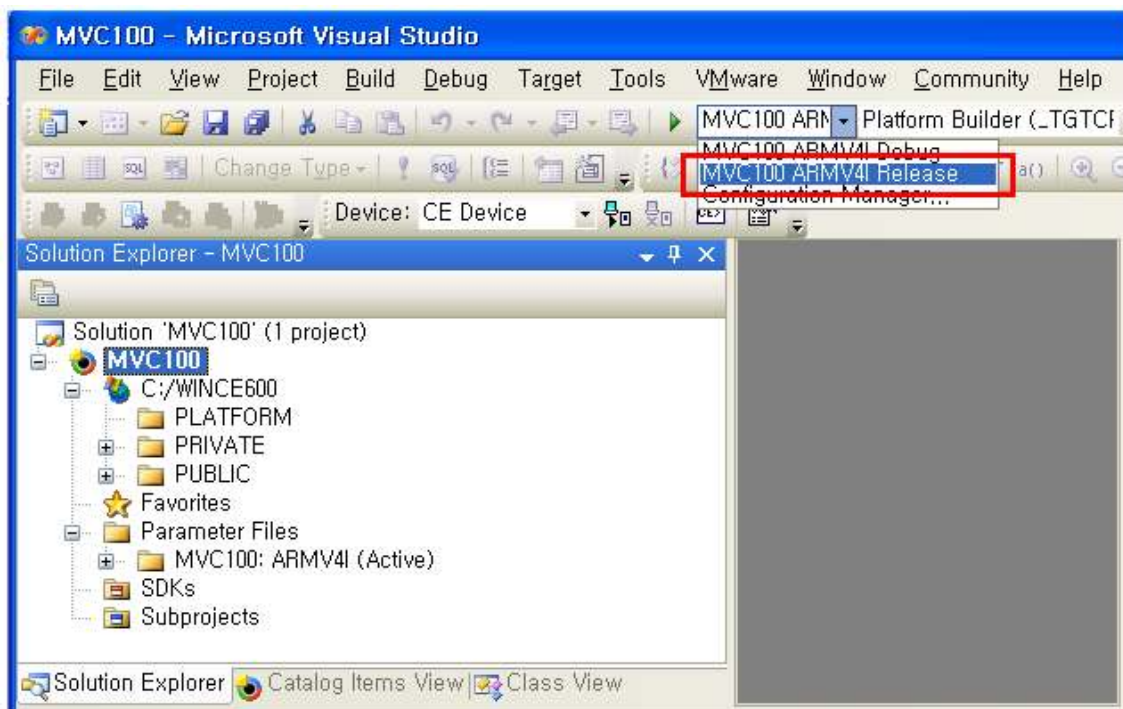 MVC100 - Microsoft Visual Studio
File Edit View Project Build Debug Target Tools VMware Window Community Help
MVC100 ARM Platform Builder (_TGTCP
MVC100 ARMV4I Debug
Change Type MVC100 ARMV4I Release a()
Configuration Manager...
Device: CE Device CE>
Solution Explorer - MVC100
Solution 'MVC100' (1 project)
MVC100
C:/WINCE600
PLATFORM
PRIVATE
PUBLIC
Favorites
Parameter Files
MVC100: ARMV4I (Active)
SDKs
Subprojects
Solution Explorer Catalog Items View Class View